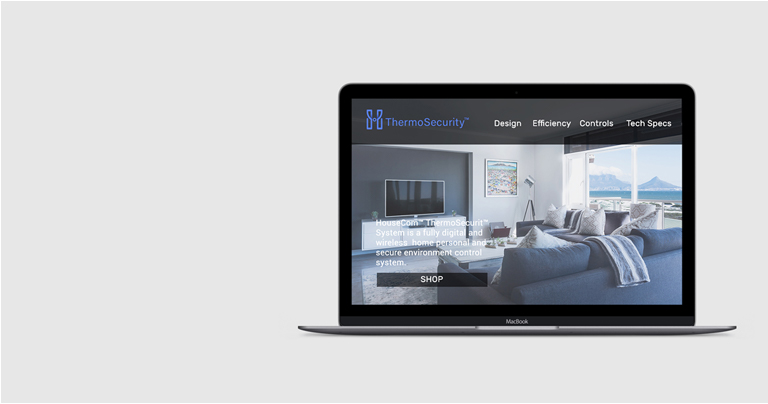 ThermoSecurity™
Design Efficiency Controls Tech Specs
HouseCom™ ThermoSecurit™
System is a fully digital and
wireless home personal and
secure environment control
system.
SHOP
MacBook